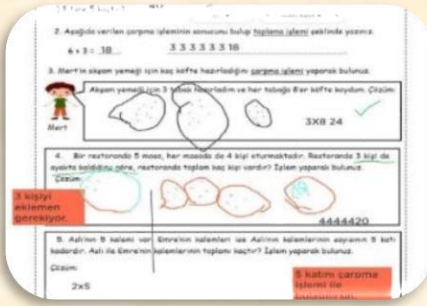 2. Aşağıda verilen çarpma işleminin sonucunu bulup toplama işlemi şeklinde yazınız.
6 x 3 = 18
3 3 3 3 3 3 18
3. Mert'in akşam yemeği için kaç köfte hazırladığını çarpma işlemi yaparak bulunuz.
Akşam yemeği için 3 tabak hazırladım ve her tabağa 8'er köfte koydum. Çözüm:
3X8 24
Mert
4. Bir restoranda 5 masa, her masada da 4 kişi oturmaktadır. Restoranda 3 kişi de
ayakta kaldığına göre, restoranda toplam kaç kişi vardır? İşlem yaparak bulunuz.
Çözüm:
3 kişiyi
eklemen
gerekiyor.
4444420
5. Aslı'nın 5 kalemi var. Emre'nin kalemleri ise Aslı'nın kalemlerinin sayısının 5 katı
kadardır. Aslı ile Emre'nin kalemlerinin toplamı kaçtır? İşlem yaparak bulunuz.
Çözüm:
2x5
5 katını çarpma
işlemi ile